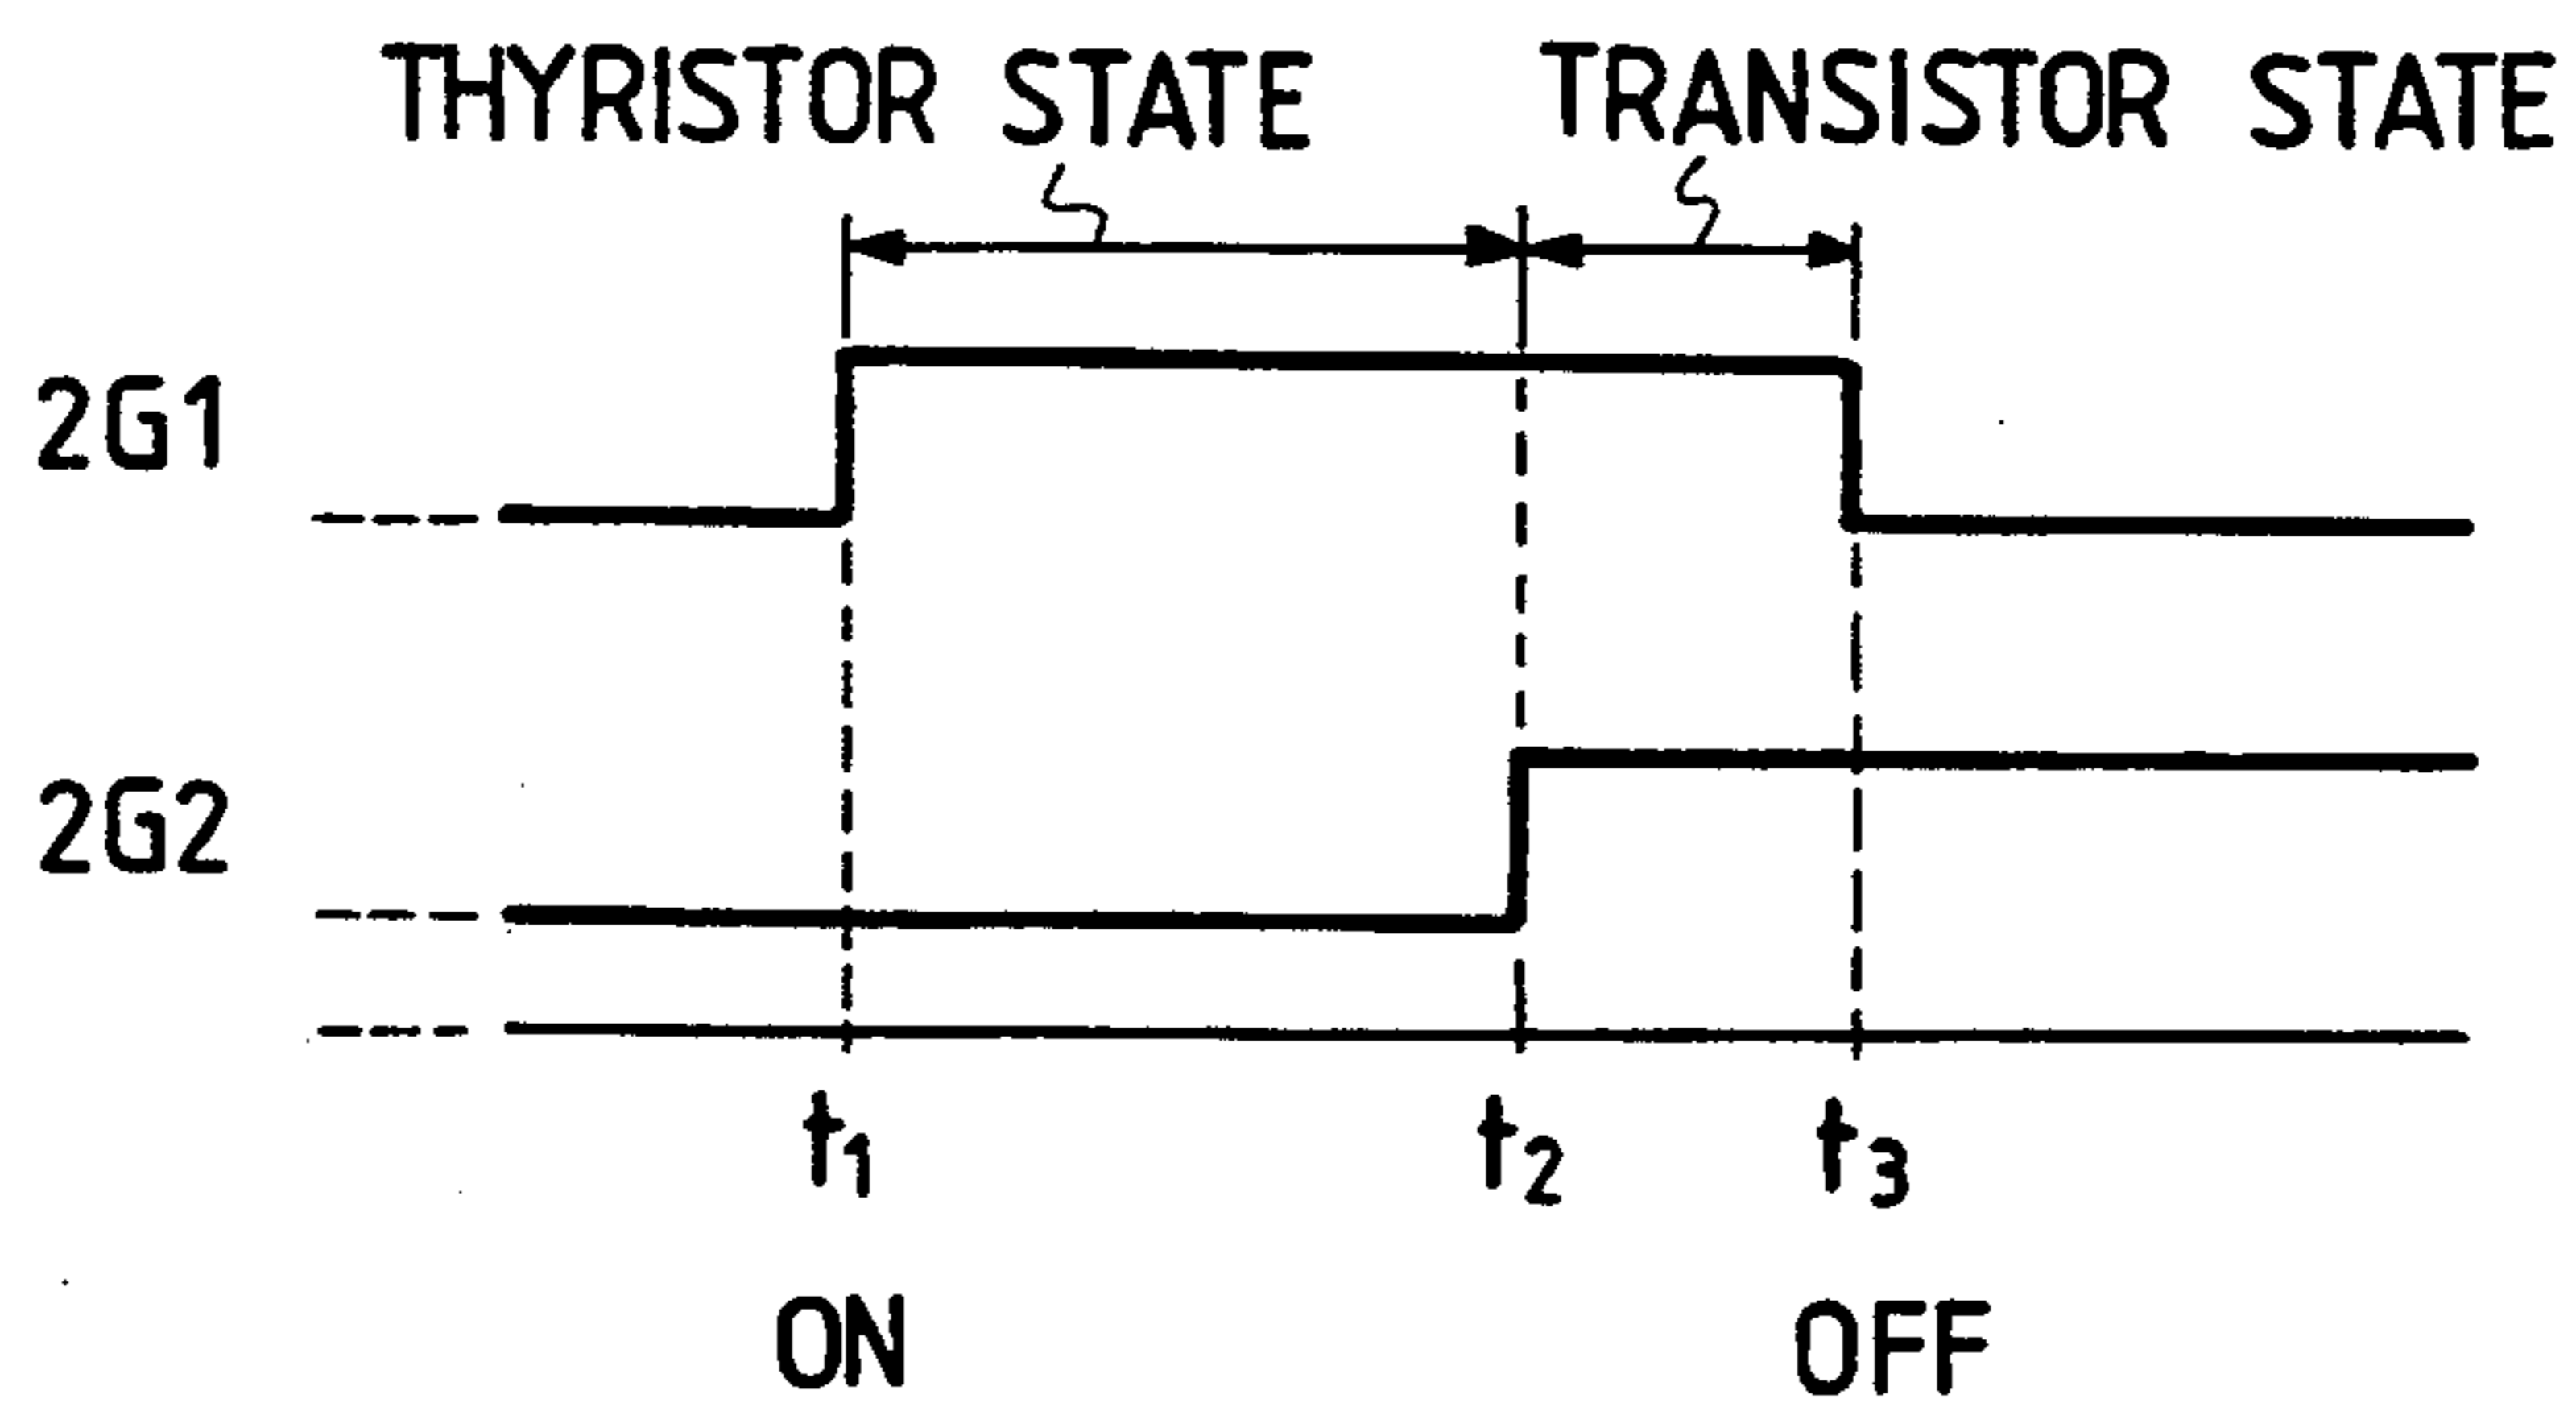 THYRISTOR STATE TRANSISTOR STATE
2G1
2G2
t1 t2 t3
ON OFF